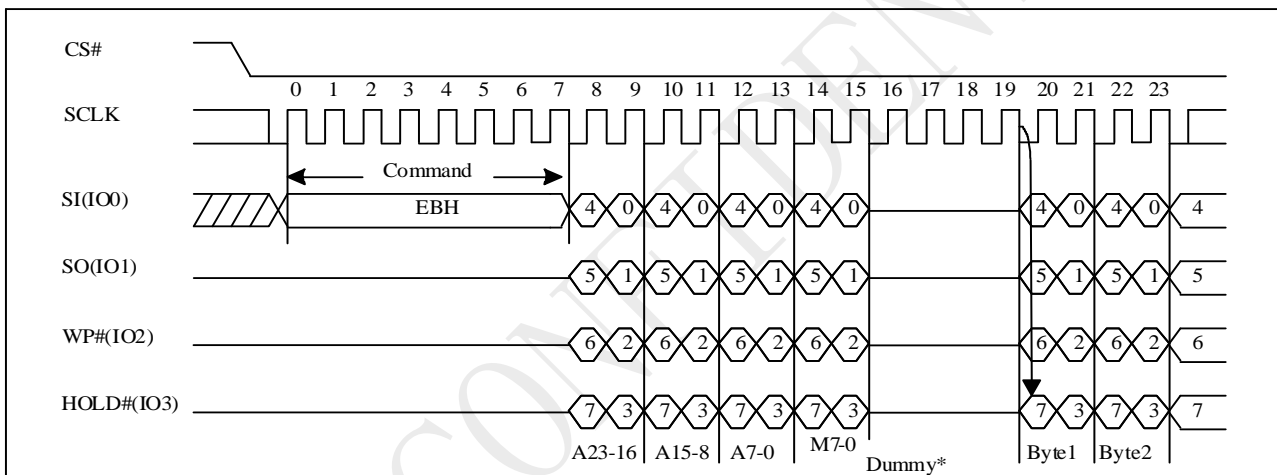 CS#
0 1 2 3 4 5 6 7 8 9 10 11 12 13 14 15 16 17 18 19 20 21 22 23
SCLK
Command
SI(IO0) EBH 4 0 4 0 4 0 4 0 4 0 4 0 4
SO(IO1) 5 1 5 1 5 1 5 1 5 1 5 1 5
WP#(IO2) 6 2 6 2 6 2 6 2 6 2 6 2 6
HOLD#(IO3) 7 3 7 3 7 3 7 3 7 3 7 3 7
A23-16 A15-8 A7-0 M7-0 Dummy* Byte1 Byte2